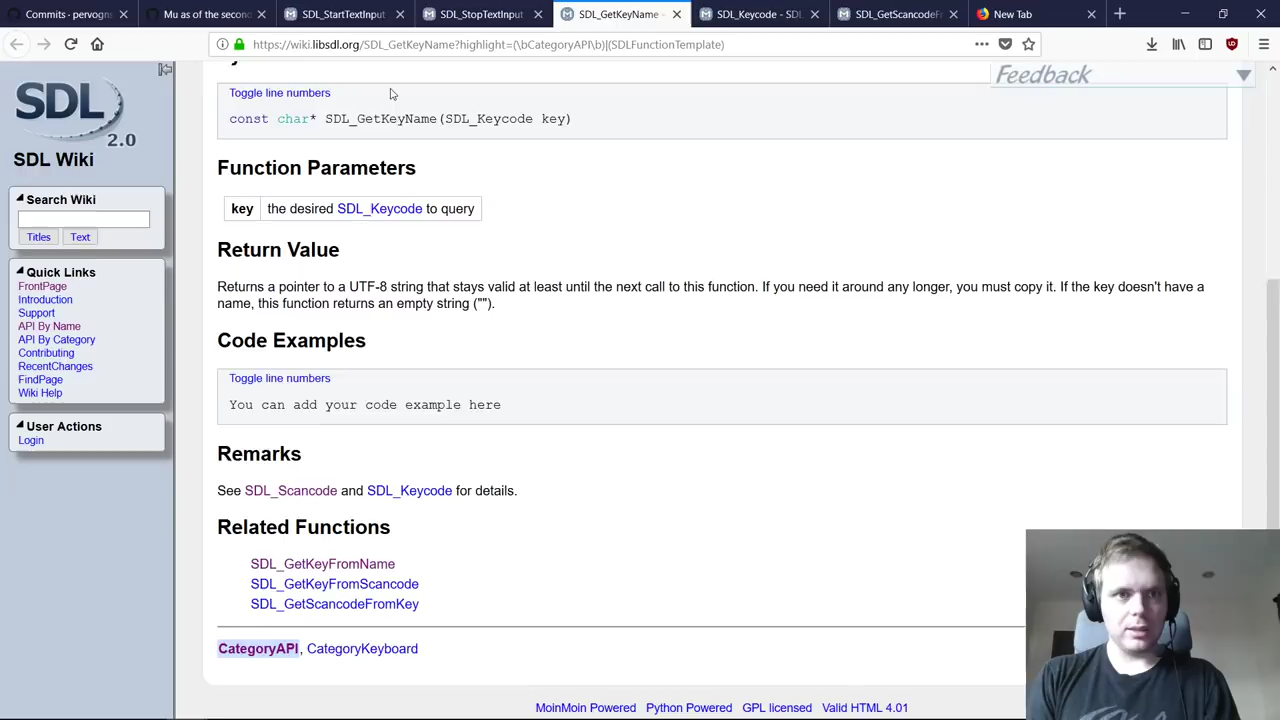 Commits - pervogns
Mu as of the second
SDL_StartTextInput
SDL_StopTextInput
SDL_GetKeyName -
SDL_Keycode - SDL
SDL_GetScancodeFr
New Tab
https://wiki.libsdl.org/SDL_GetKeyName?highlight=(\bCategoryAPI\b)|(SDLFunctionTemplate)
SDL
2.0
SDL Wiki
Search Wiki
Titles Text
Quick Links
FrontPage
Introduction
Support
API By Name
API By Category
Contributing
RecentChanges
FindPage
Wiki Help
User Actions
Login
Feedback
Toggle line numbers
const char* SDL_GetKeyName(SDL_Keycode key)
Function Parameters
key the desired SDL_Keycode to query
Return Value
Returns a pointer to a UTF-8 string that stays valid at least until the next call to this function. If you need it around any longer, you must copy it. If the key doesn't have a
name, this function returns an empty string ("").
Code Examples
Toggle line numbers
You can add your code example here
Remarks
See SDL_Scancode and SDL_Keycode for details.
Related Functions
SDL_GetKeyFromName
SDL_GetKeyFromScancode
SDL_GetScancodeFromKey
CategoryAPI, CategoryKeyboard
MoinMoin Powered Python Powered GPL licensed Valid HTML 4.01